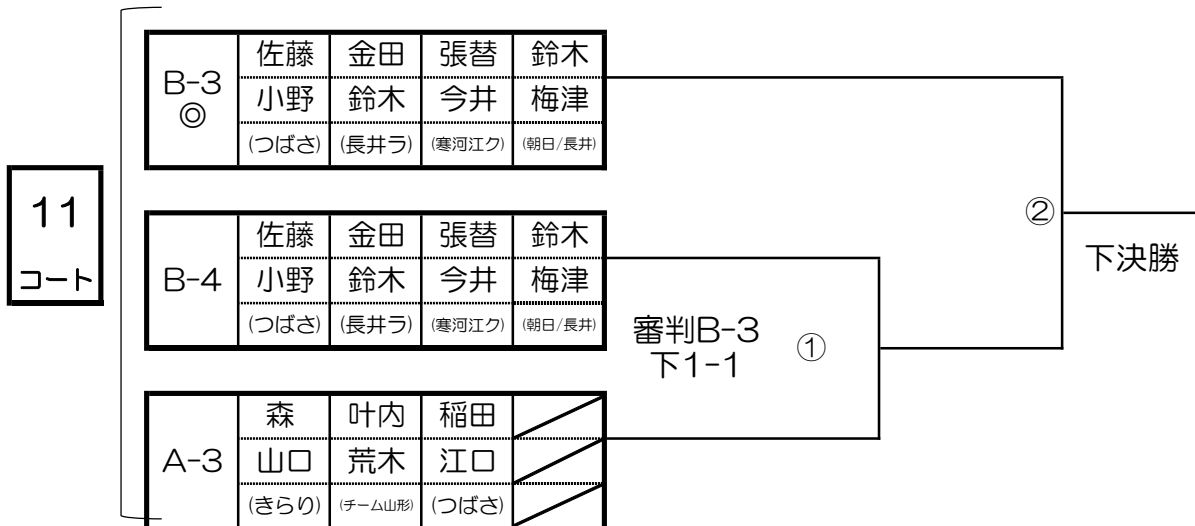 11
コート
B-3
◎
佐藤 金田 張替 鈴木
小野 鈴木 今井 梅津
(つばさ) (長井ラ) (寒河江ク) (朝日/長井)
B-4
佐藤 金田 張替 鈴木
小野 鈴木 今井 梅津
(つばさ) (長井ラ) (寒河江ク) (朝日/長井)
A-3
森 叶内 稲田
山口 荒木 江口
(きらり) (チーム山形) (つばさ)
審判B-3
下1-1
①
②
下決勝